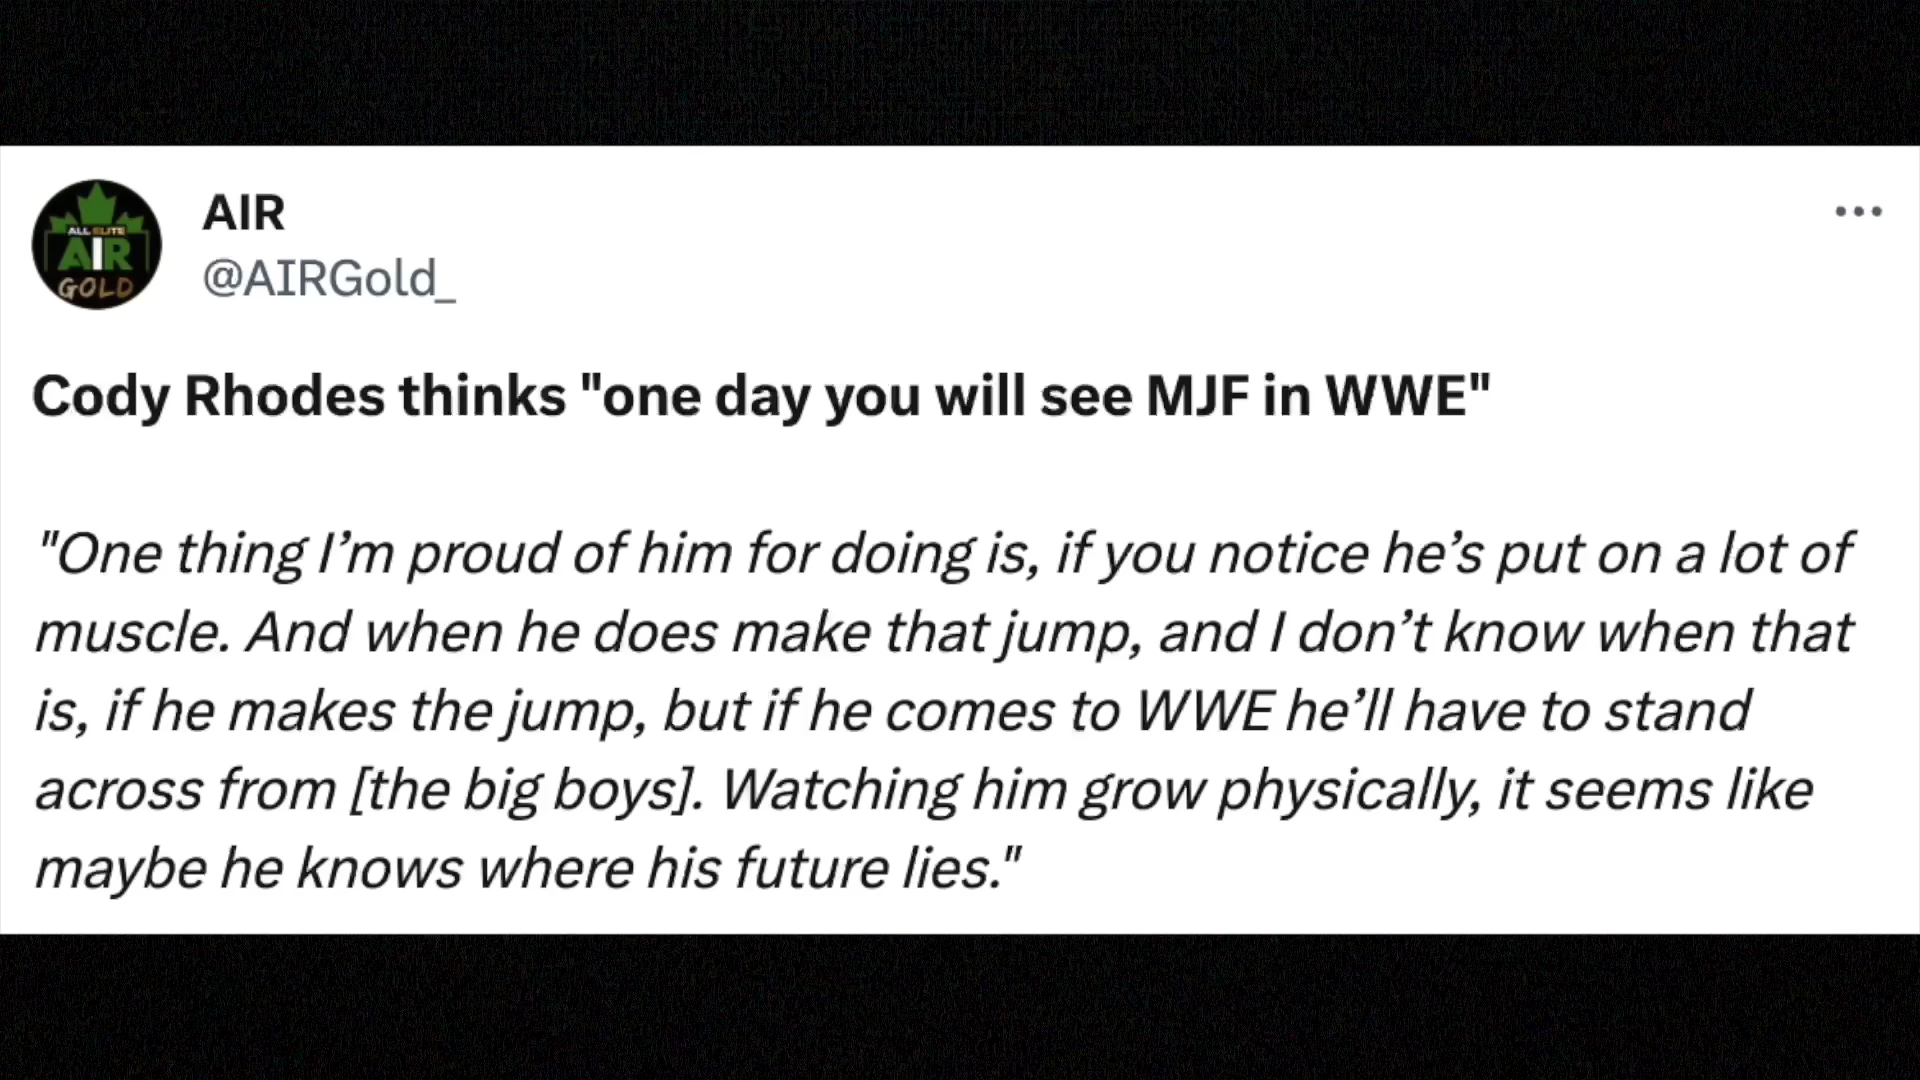 ALL ELITE
AIR
GOLD
AIR
@AIRGold_
Cody Rhodes thinks "one day you will see MJF in WWE"
"One thing I’m proud of him for doing is, if you notice he’s put on a lot of
muscle. And when he does make that jump, and I don’t know when that
is, if he makes the jump, but if he comes to WWE he’ll have to stand
across from [the big boys]. Watching him grow physically, it seems like
maybe he knows where his future lies."